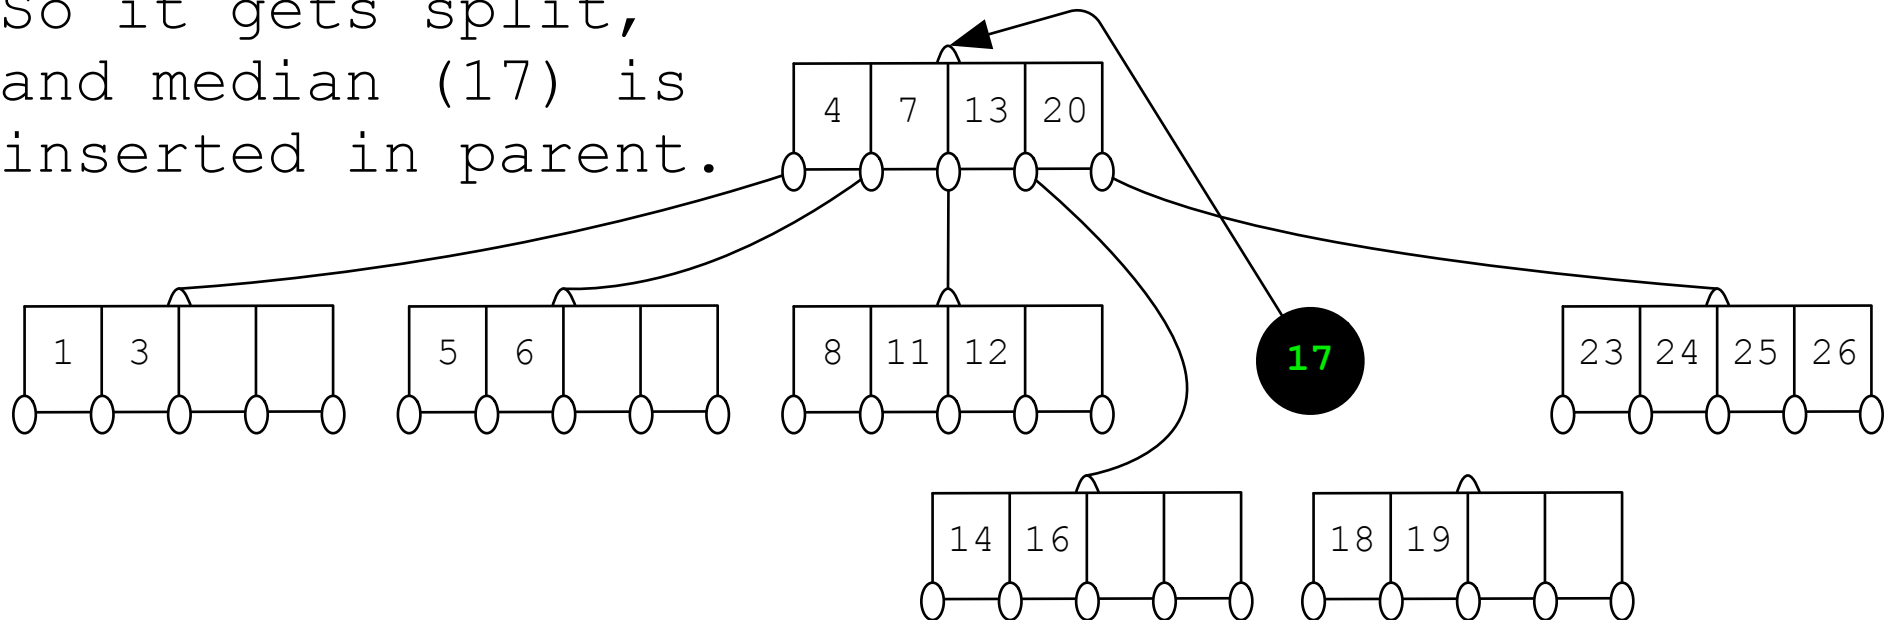 So it gets split,
and median (17) is
inserted in parent.
4 7 13 20
1 3
5 6
8 11 12
17
23 24 25 26
14 16
18 19